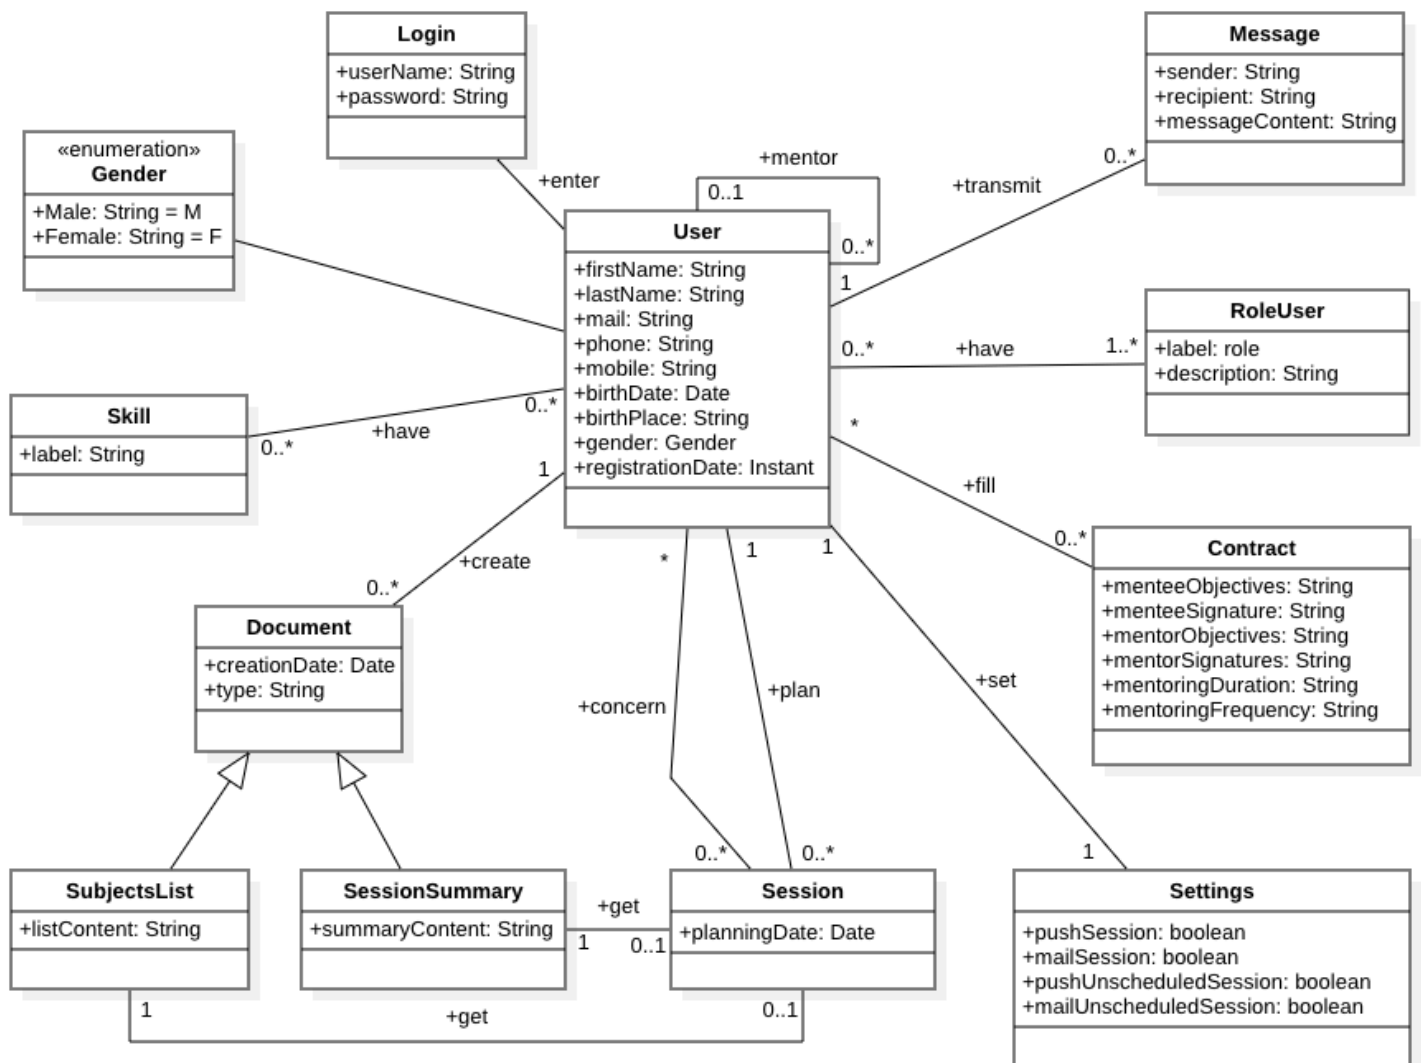 Login
+userName: String
+password: String
Message
+sender: String
+recipient: String
+messageContent: String
«enumeration»
Gender
+Male: String = M
+Female: String = F
+enter
+mentor
0..1
0..*
+transmit
0..*
1
User
+firstName: String
+lastName: String
+mail: String
+phone: String
+mobile: String
+birthDate: Date
+birthPlace: String
+gender: Gender
+registrationDate: Instant
RoleUser
+label: role
+description: String
0..*
+have
1..*
Skill
+label: String
0..*
+have
0..*
*
+fill
0..*
Contract
+menteeObjectives: String
+menteeSignature: String
+mentorObjectives: String
+mentorSignatures: String
+mentoringDuration: String
+mentoringFrequency: String
1
+create
0..*
Document
+creationDate: Date
+type: String
*
+concern
0..*
1
+plan
0..*
1
+set
1
SubjectsList
+listContent: String
SessionSummary
+summaryContent: String
+get
1
0..1
Session
+planningDate: Date
Settings
+pushSession: boolean
+mailSession: boolean
+pushUnscheduledSession: boolean
+mailUnscheduledSession: boolean
1
+get
0..1